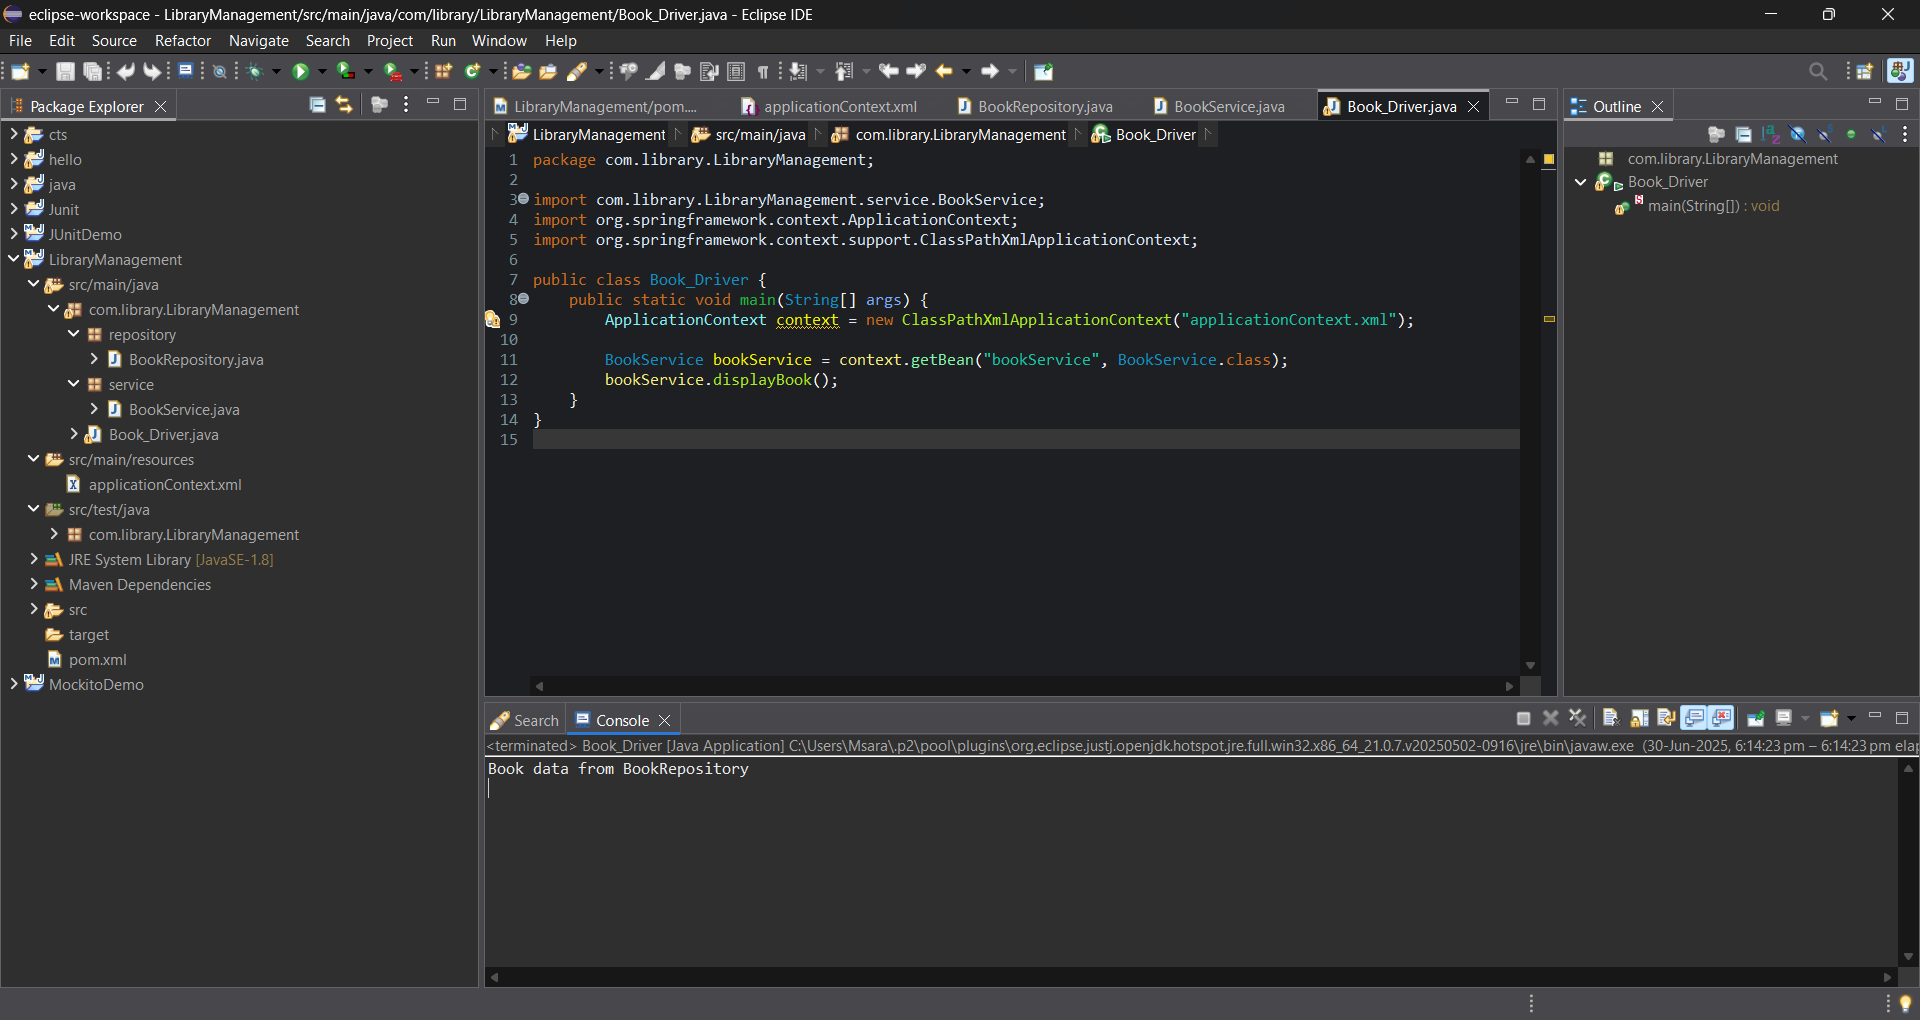 eclipse-workspace - LibraryManagement/src/main/java/com/library/LibraryManagement/Book_Driver.java - Eclipse IDE
File Edit Source Refactor Navigate Search Project Run Window Help
Package Explorer
cts
hello
java
Junit
JUnitDemo
LibraryManagement
src/main/java
com.library.LibraryManagement
repository
BookRepository.java
service
BookService.java
Book_Driver.java
src/main/resources
applicationContext.xml
src/test/java
com.library.LibraryManagement
JRE System Library [JavaSE-1.8]
Maven Dependencies
src
target
pom.xml
MockitoDemo
LibraryManagement/pom.... applicationContext.xml BookRepository.java BookService.java Book_Driver.java
LibraryManagement src/main/java com.library.LibraryManagement Book_Driver
1 package com.library.LibraryManagement;
2
3 import com.library.LibraryManagement.service.BookService;
4 import org.springframework.context.ApplicationContext;
5 import org.springframework.context.support.ClassPathXmlApplicationContext;
6
7 public class Book_Driver {
8 public static void main(String[] args) {
9 ApplicationContext context = new ClassPathXmlApplicationContext("applicationContext.xml");
10
11 BookService bookService = context.getBean("bookService", BookService.class);
12 bookService.displayBook();
13 }
14 }
15
Outline
com.library.LibraryManagement
Book_Driver
main(String[]) : void
Search Console
<terminated> Book_Driver [Java Application] C:\Users\Msara\.p2\pool\plugins\org.eclipse.justj.openjdk.hotspot.jre.full.win32.x86_64_21.0.7.v20250502-0916\jre\bin\javaw.exe (30-Jun-2025, 6:14:23 pm – 6:14:23 pm elap
Book data from BookRepository